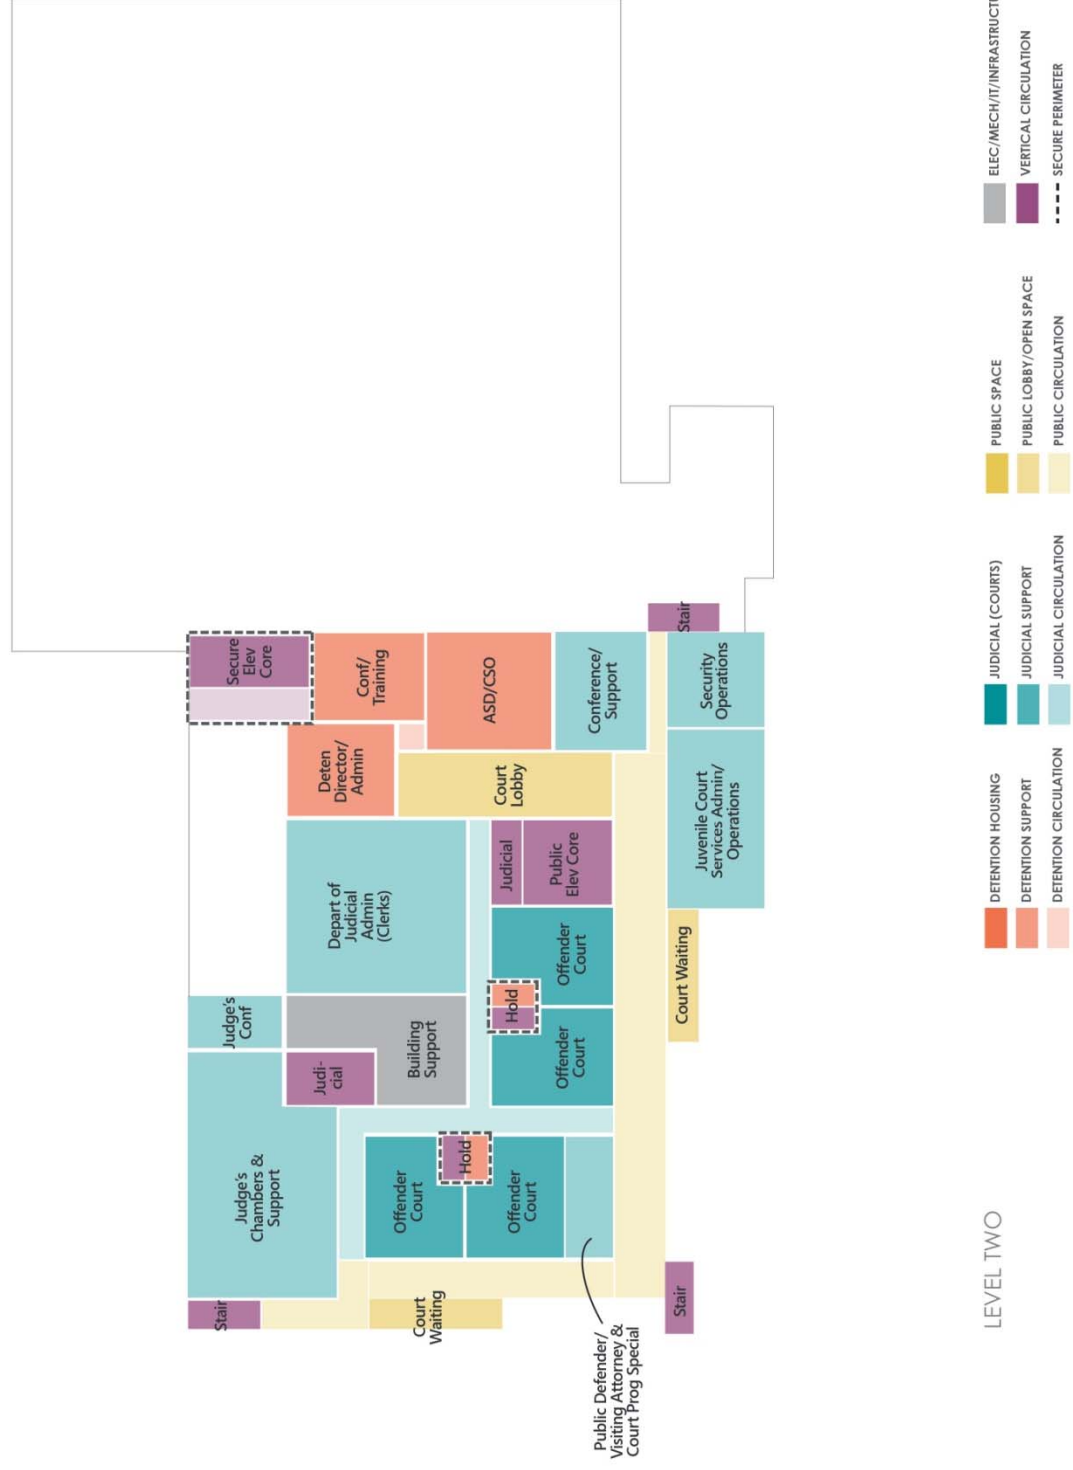 Stair
Judge's
Chambers &
Support
Judge's
Conf
Secure
Elev
Core
Judi-
cial
Building
Support
Depart of
Judicial
Admin
(Clerks)
Deten
Director/
Admin
Conf/
Training
Court
Waiting
Offender
Court
Hold
Offender
Court
Hold
Judicial
Public
Elev Core
Court
Lobby
ASD/CSO
Offender
Court
Offender
Court
Conference/
Support
Public Defender/
Visiting Attorney &
Court Prog Special
Stair
Court Waiting
Juvenile Court
Services Admin/
Operations
Security
Operations
Stair
LEVEL TWO
DETENTION HOUSING
DETENTION SUPPORT
DETENTION CIRCULATION
JUDICIAL (COURTS)
JUDICIAL SUPPORT
JUDICIAL CIRCULATION
PUBLIC SPACE
PUBLIC LOBBY/OPEN SPACE
PUBLIC CIRCULATION
ELEC/MECH/IT/INFRASTRUCT
VERTICAL CIRCULATION
SECURE PERIMETER